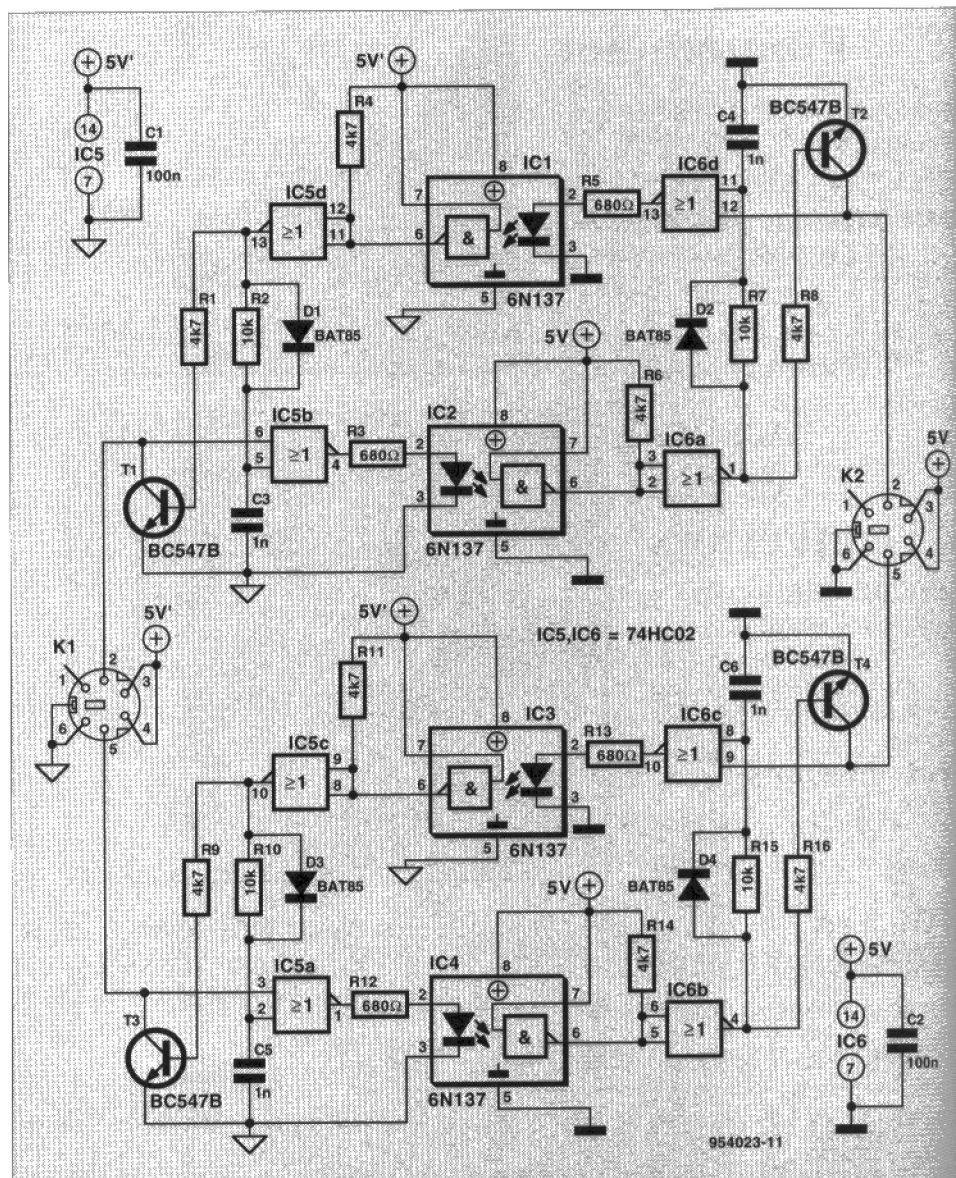 5V'
14
IC5
7
C1
100n
5V'
R4
4k7
IC1
8
7
6
&
2
3
5
6N137
R5
680Ω
IC6d
13
≥1
11
12
C4
1n
BC547B
T2
IC5d
13
≥1
12
11
R1
4k7
R2
10k
D1
BAT85
D2
BAT85
R7
10k
R8
4k7
5V
R6
4k7
IC5b
6
5
≥1
4
R3
680Ω
IC2
8
2
3
7
6
&
5
6N137
IC6a
3
2
≥1
1
T1
BC547B
C3
1n
K2
5V
1
2
3
4
5
6
K1
5V'
1
2
3
4
5
6
5V'
R11
4k7
IC5,IC6 = 74HC02
IC3
8
7
6
&
2
3
5
6N137
R13
680Ω
IC6c
10
≥1
8
9
C6
1n
BC547B
T4
IC5c
10
≥1
9
8
R9
4k7
R10
10k
D3
BAT85
D4
BAT85
R15
10k
R16
4k7
5V
R14
4k7
IC5a
3
2
≥1
1
R12
680Ω
IC4
8
2
3
7
6
&
5
6N137
IC6b
6
5
≥1
4
T3
BC547B
C5
1n
5V
14
IC6
7
C2
100n
954023-11